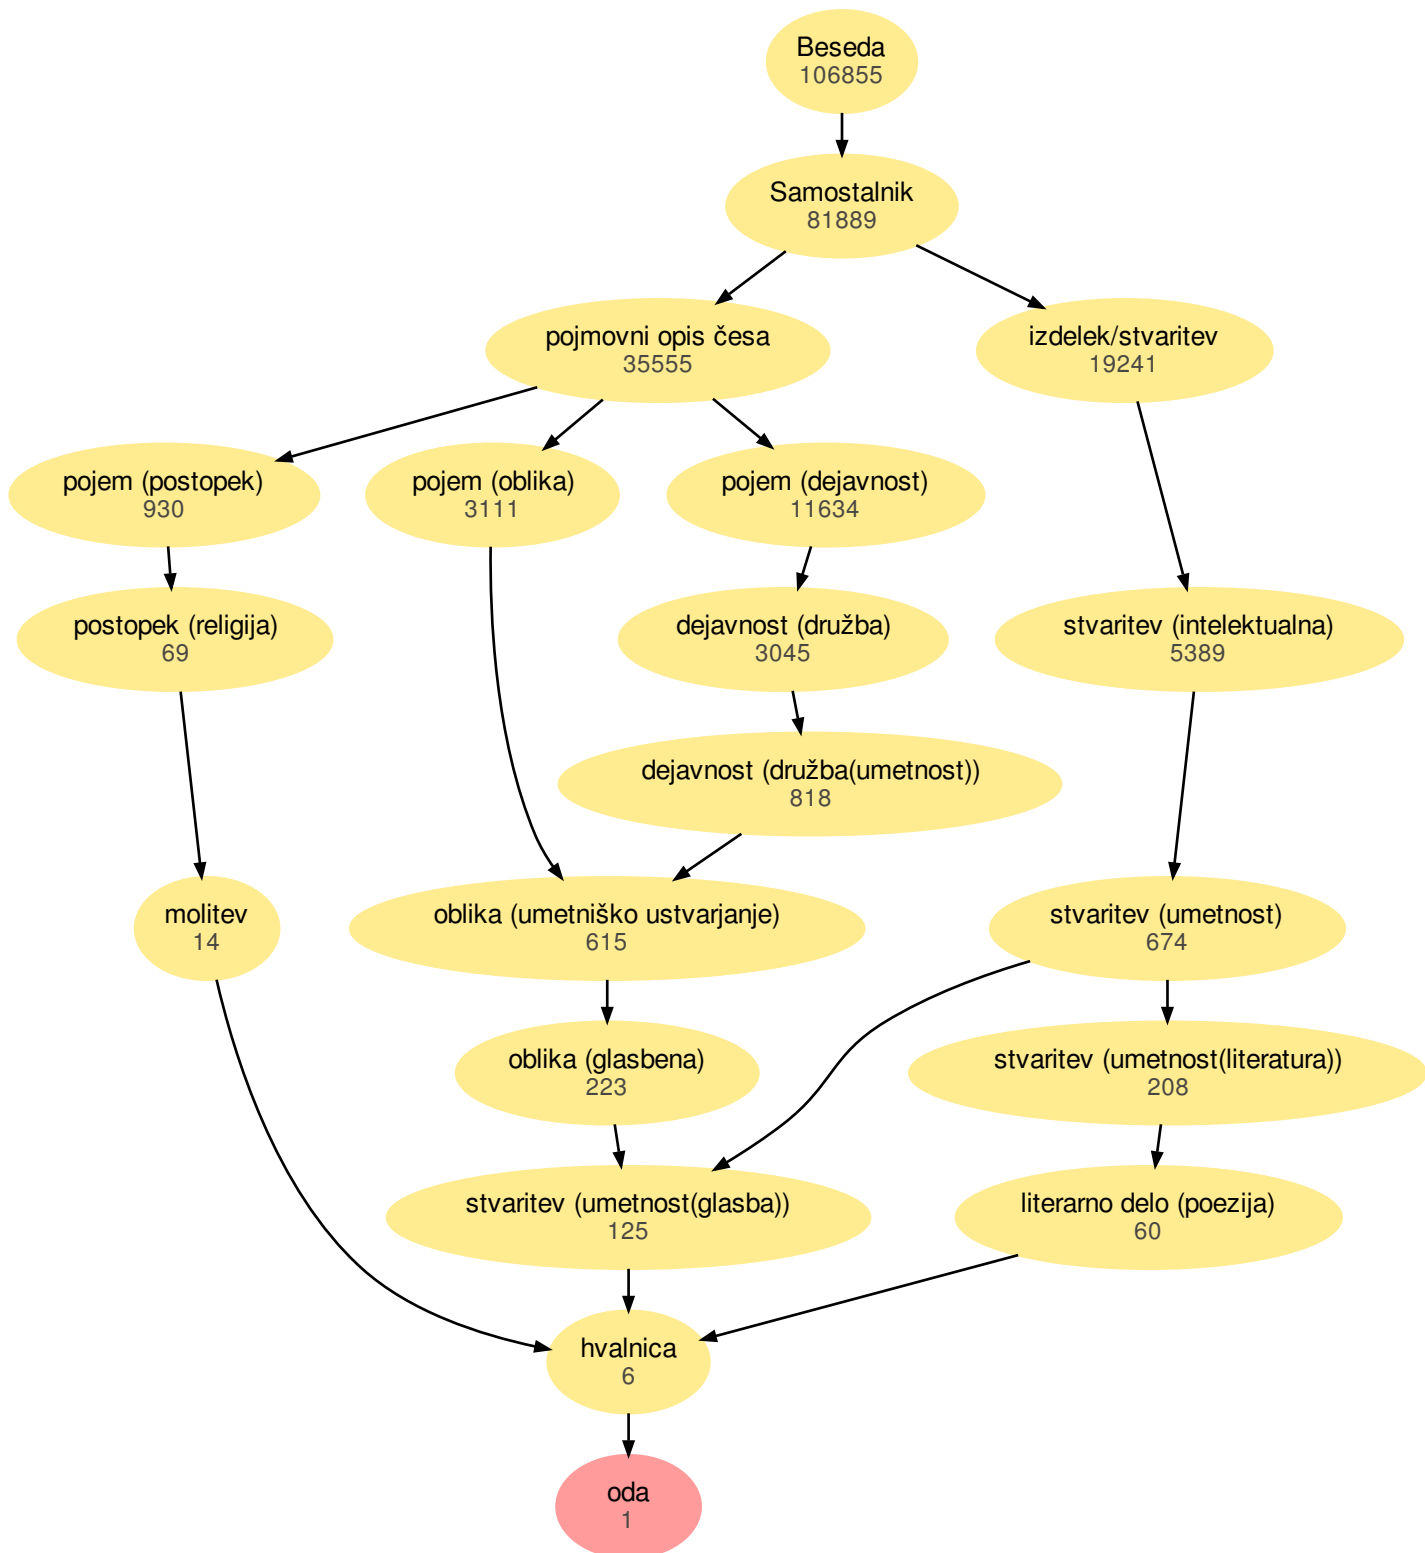 Beseda
106855
Samostalnik
81889
pojmovni opis česa
35555
izdelek/stvaritev
19241
pojem (postopek)
930
pojem (oblika)
3111
pojem (dejavnost)
11634
postopek (religija)
69
dejavnost (družba)
3045
stvaritev (intelektualna)
5389
dejavnost (družba(umetnost))
818
molitev
14
oblika (umetniško ustvarjanje)
615
stvaritev (umetnost)
674
oblika (glasbena)
223
stvaritev (umetnost(literatura))
208
stvaritev (umetnost(glasba))
125
literarno delo (poezija)
60
hvalnica
6
oda
1